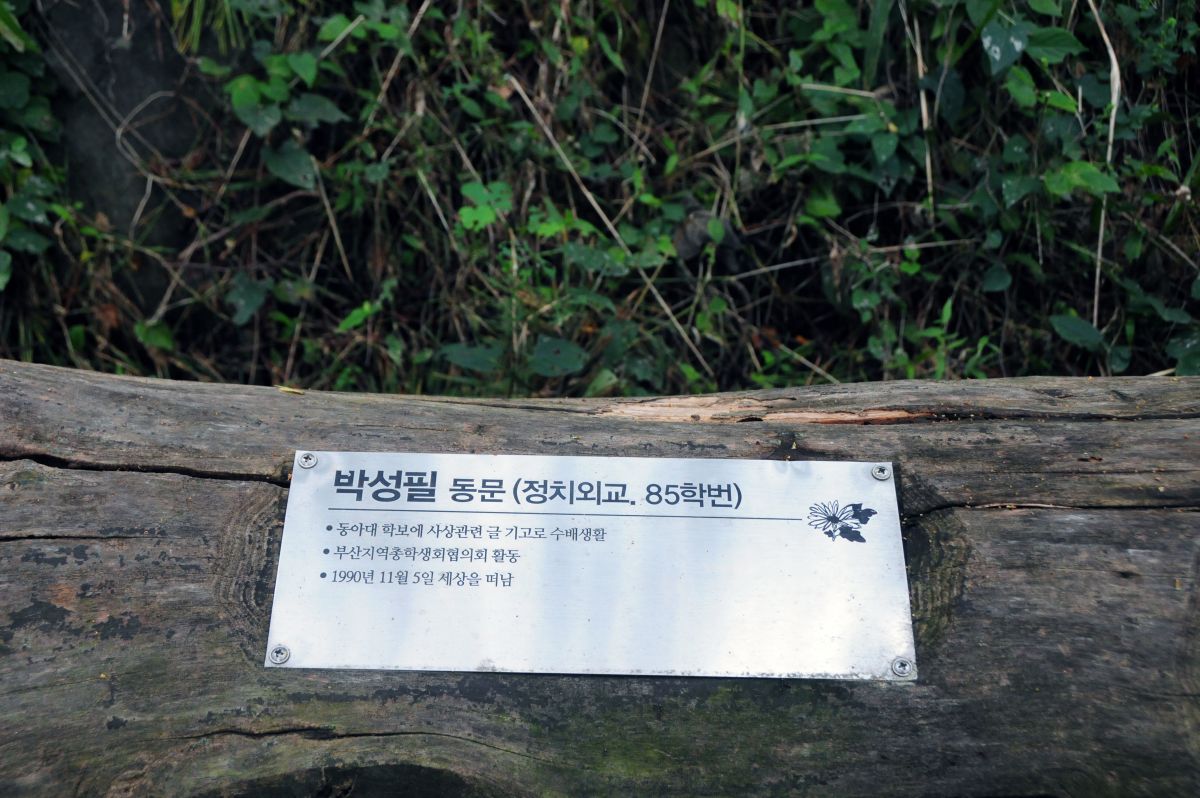 박성필 동문 (정치외교. 85학번)
• 동아대 학보에 사상관련 글 기고로 수배생활
• 부산지역총학생회협의회 활동
• 1990년 11월 5일 세상을 떠남